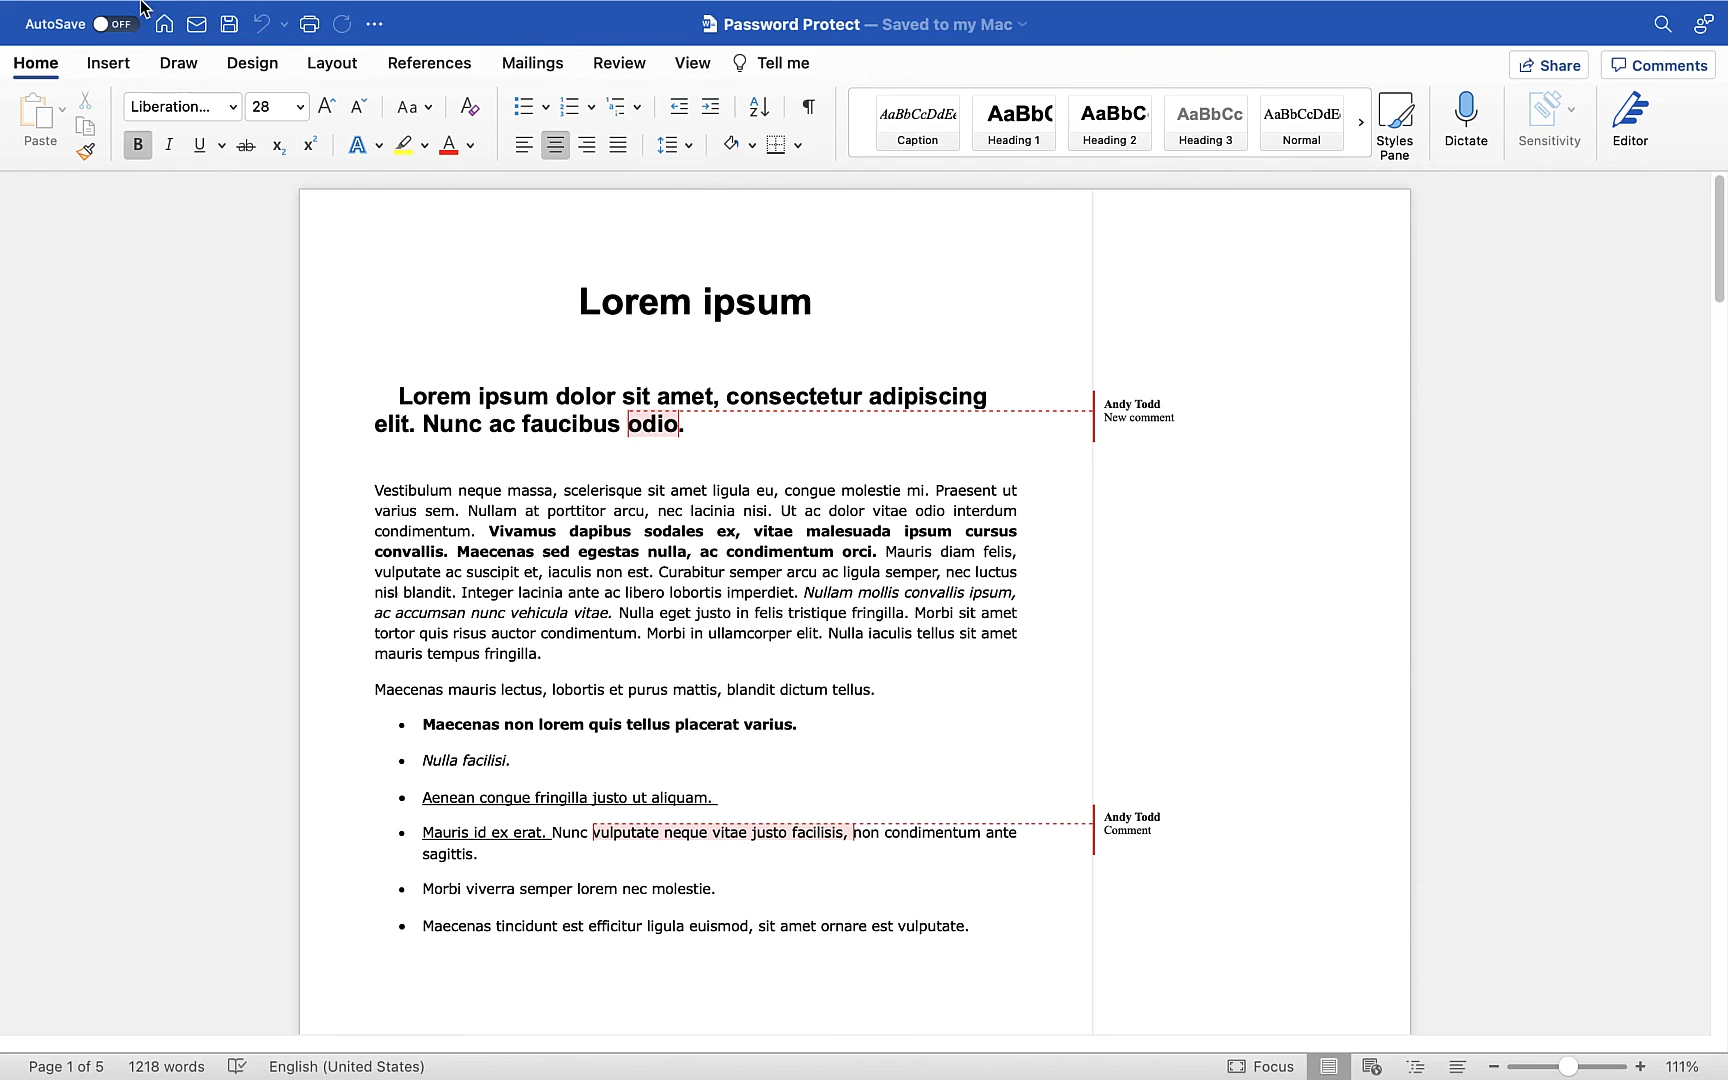 AutoSave OFF
Password Protect — Saved to my Mac
Home Insert Draw Design Layout References Mailings Review View Tell me
Share Comments
Paste
Liberation... 28 Aa
B I U ab x₂ x² A A
AaBbCcDdEe AaBb( AaBbC AaBbCc AaBbCcDdE
Caption Heading 1 Heading 2 Heading 3 Normal
Styles Pane
Dictate
Sensitivity
Editor
Lorem ipsum
Lorem ipsum dolor sit amet, consectetur adipiscing
elit. Nunc ac faucibus odio.
Andy Todd
New comment
Vestibulum neque massa, scelerisque sit amet ligula eu, congue molestie mi. Praesent ut
varius sem. Nullam at porttitor arcu, nec lacinia nisi. Ut ac dolor vitae odio interdum
condimentum. Vivamus dapibus sodales ex, vitae malesuada ipsum cursus
convallis. Maecenas sed egestas nulla, ac condimentum orci. Mauris diam felis,
vulputate ac suscipit et, iaculis non est. Curabitur semper arcu ac ligula semper, nec luctus
nisl blandit. Integer lacinia ante ac libero lobortis imperdiet. Nullam mollis convallis ipsum,
ac accumsan nunc vehicula vitae. Nulla eget justo in felis tristique fringilla. Morbi sit amet
tortor quis risus auctor condimentum. Morbi in ullamcorper elit. Nulla iaculis tellus sit amet
mauris tempus fringilla.
Maecenas mauris lectus, lobortis et purus mattis, blandit dictum tellus.
• Maecenas non lorem quis tellus placerat varius.
• Nulla facilisi.
• Aenean congue fringilla justo ut aliquam.
• Mauris id ex erat. Nunc vulputate neque vitae justo facilisis, non condimentum ante
sagittis.
Andy Todd
Comment
• Morbi viverra semper lorem nec molestie.
• Maecenas tincidunt est efficitur ligula euismod, sit amet ornare est vulputate.
Page 1 of 5 1218 words English (United States) Focus 111%